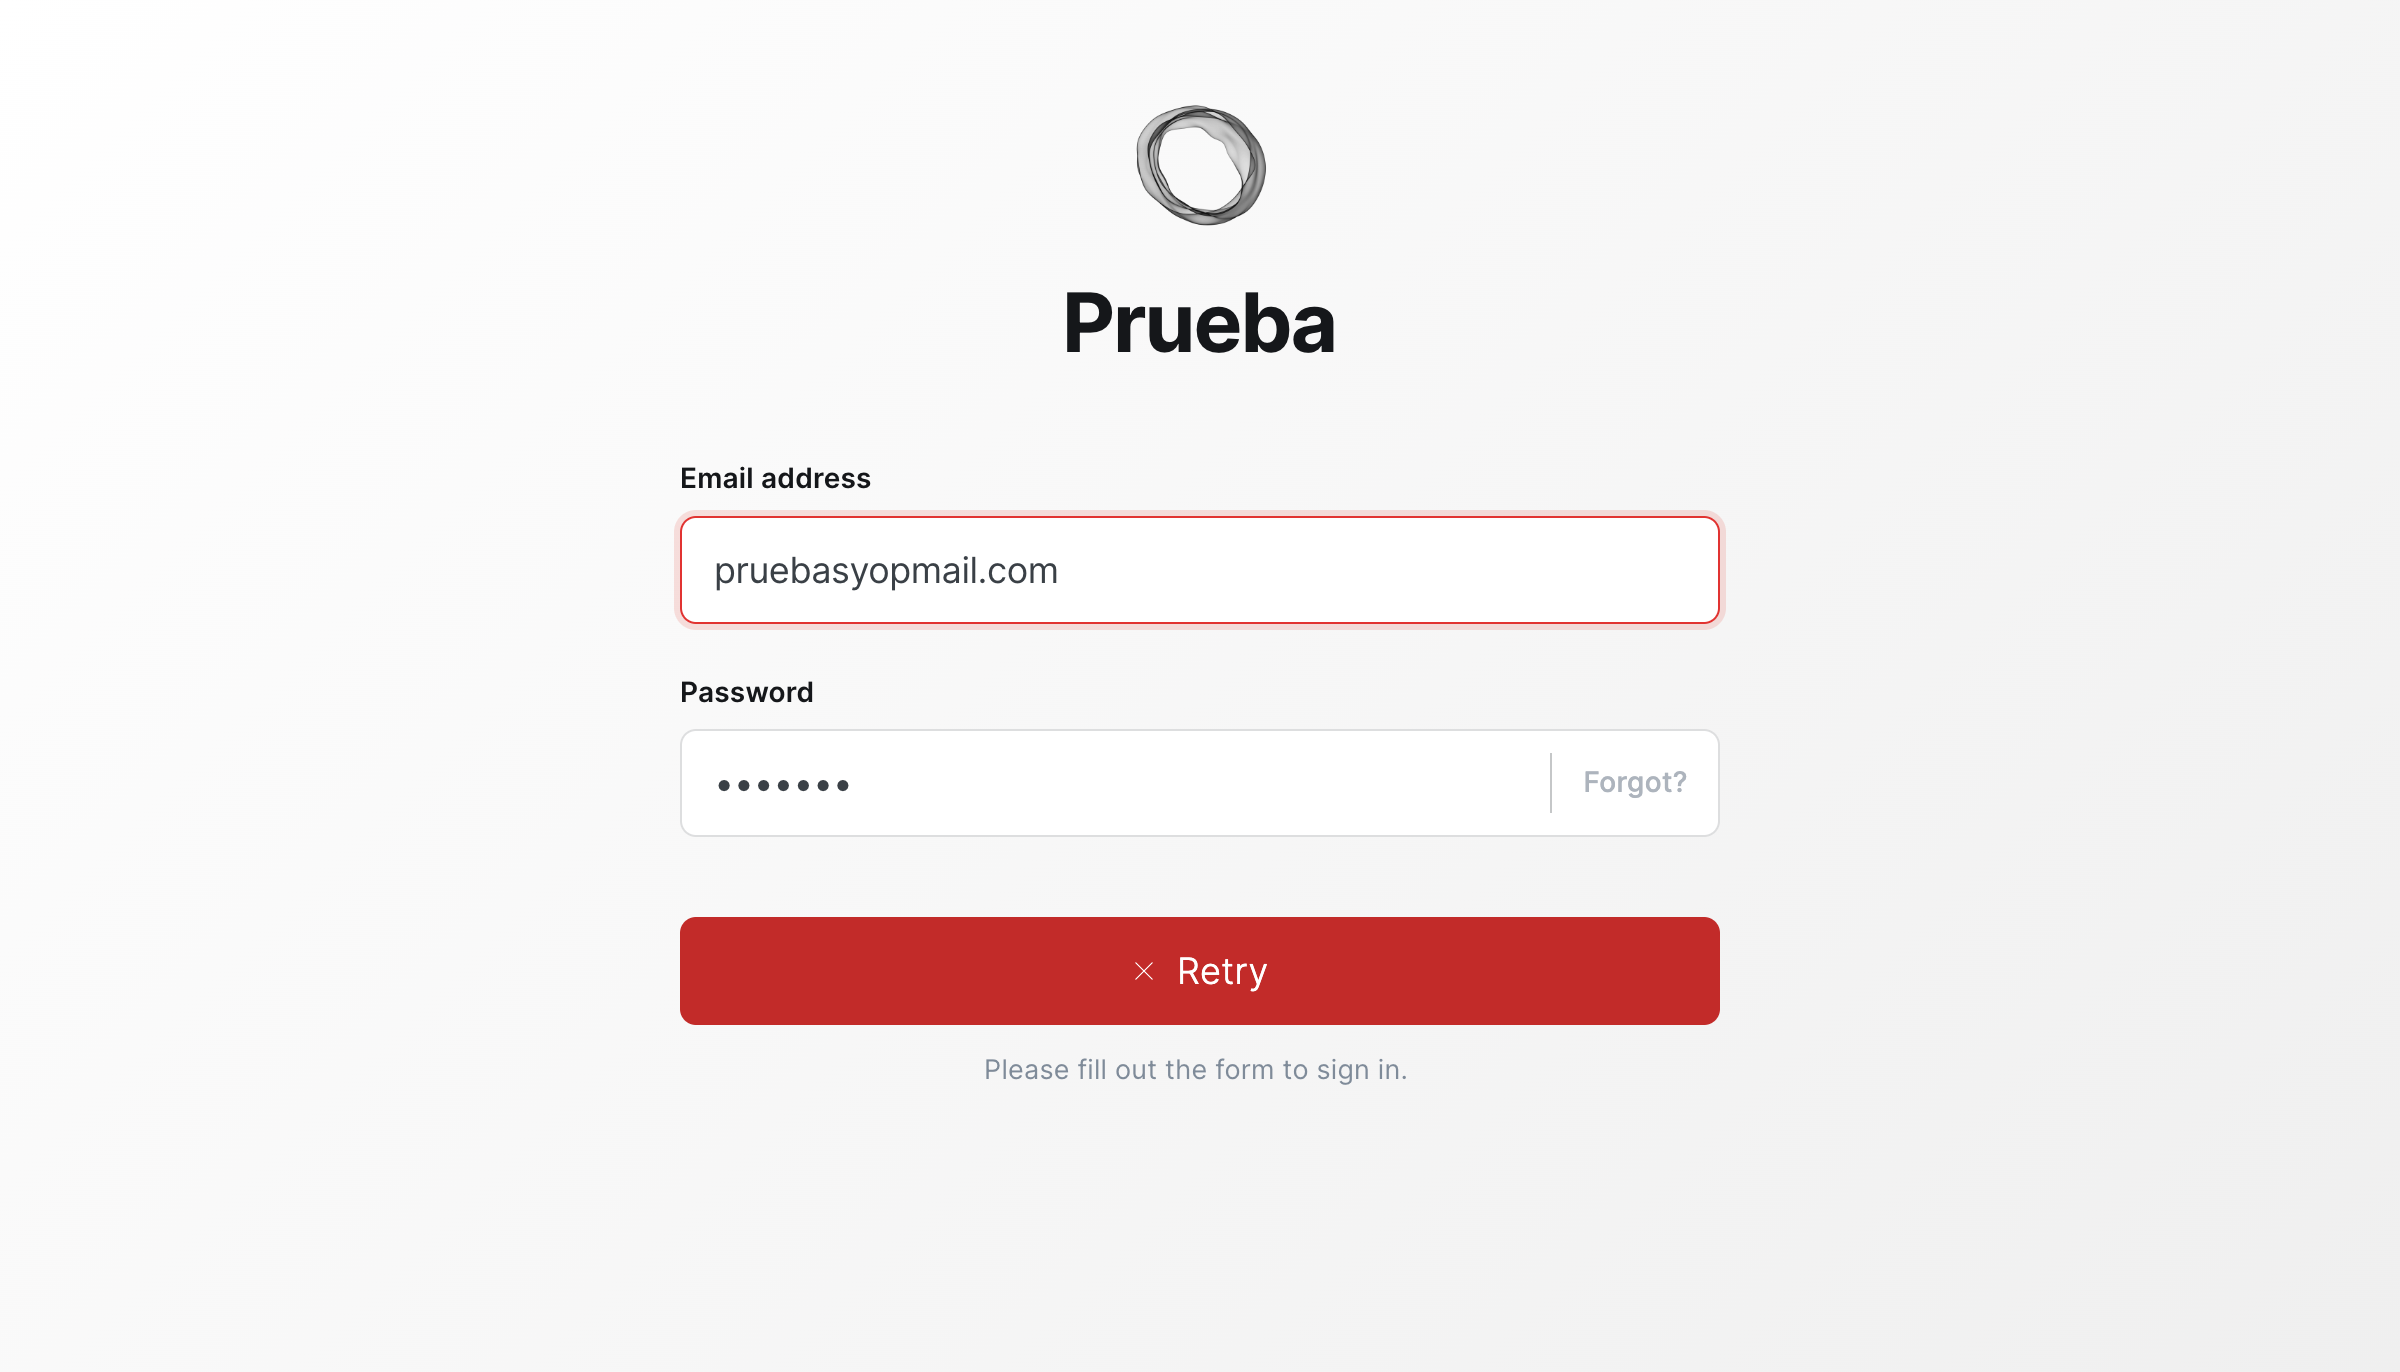 Prueba
Email address
pruebasyopmail.com
Password
•••••••
Forgot?
Retry
Please fill out the form to sign in.